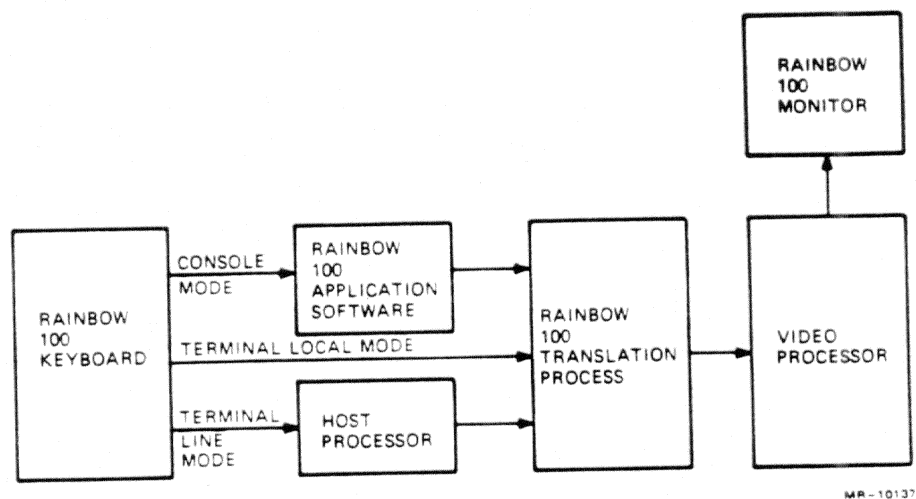 RAINBOW
100
MONITOR
RAINBOW
100
KEYBOARD
CONSOLE
MODE
RAINBOW
100
APPLICATION
SOFTWARE
TERMINAL LOCAL MODE
TERMINAL
LINE
MODE
HOST
PROCESSOR
RAINBOW
100
TRANSLATION
PROCESS
VIDEO
PROCESSOR
MR-10137